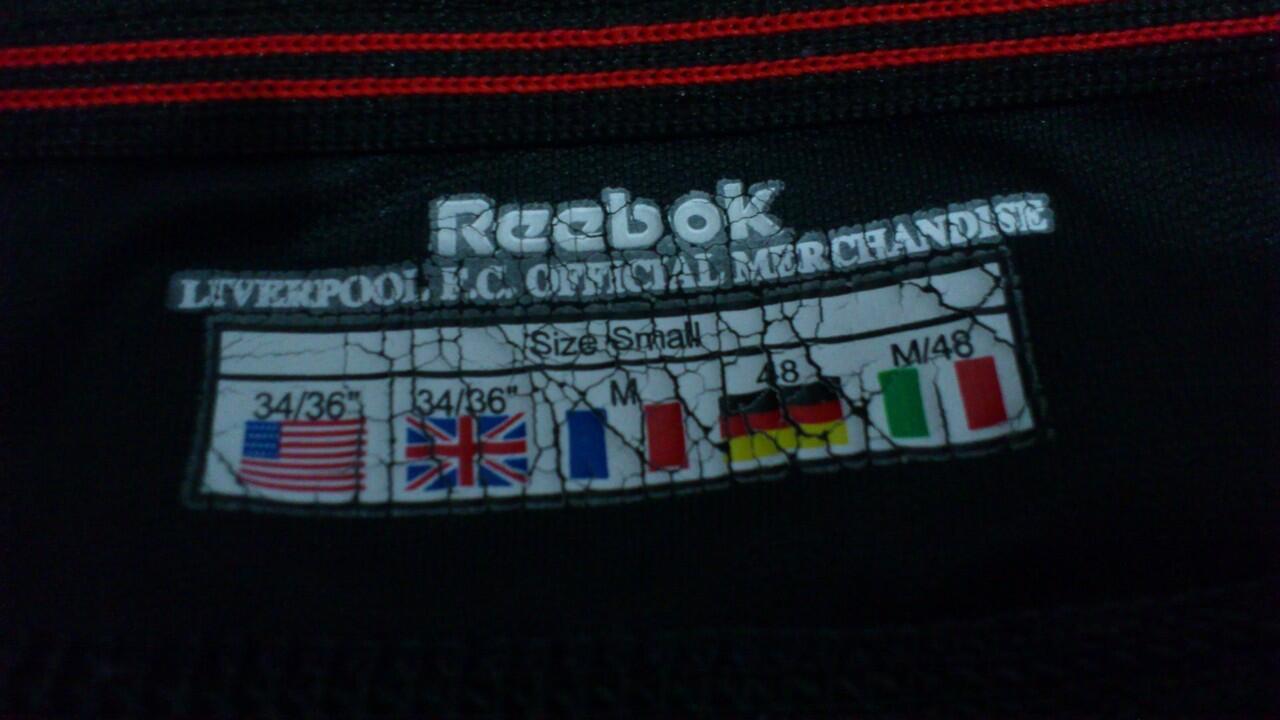 Reebok
LIVERPOOL F.C. OFFICIAL MERCHANDISE
Size Small
34/36" 34/36" M 48 M/48